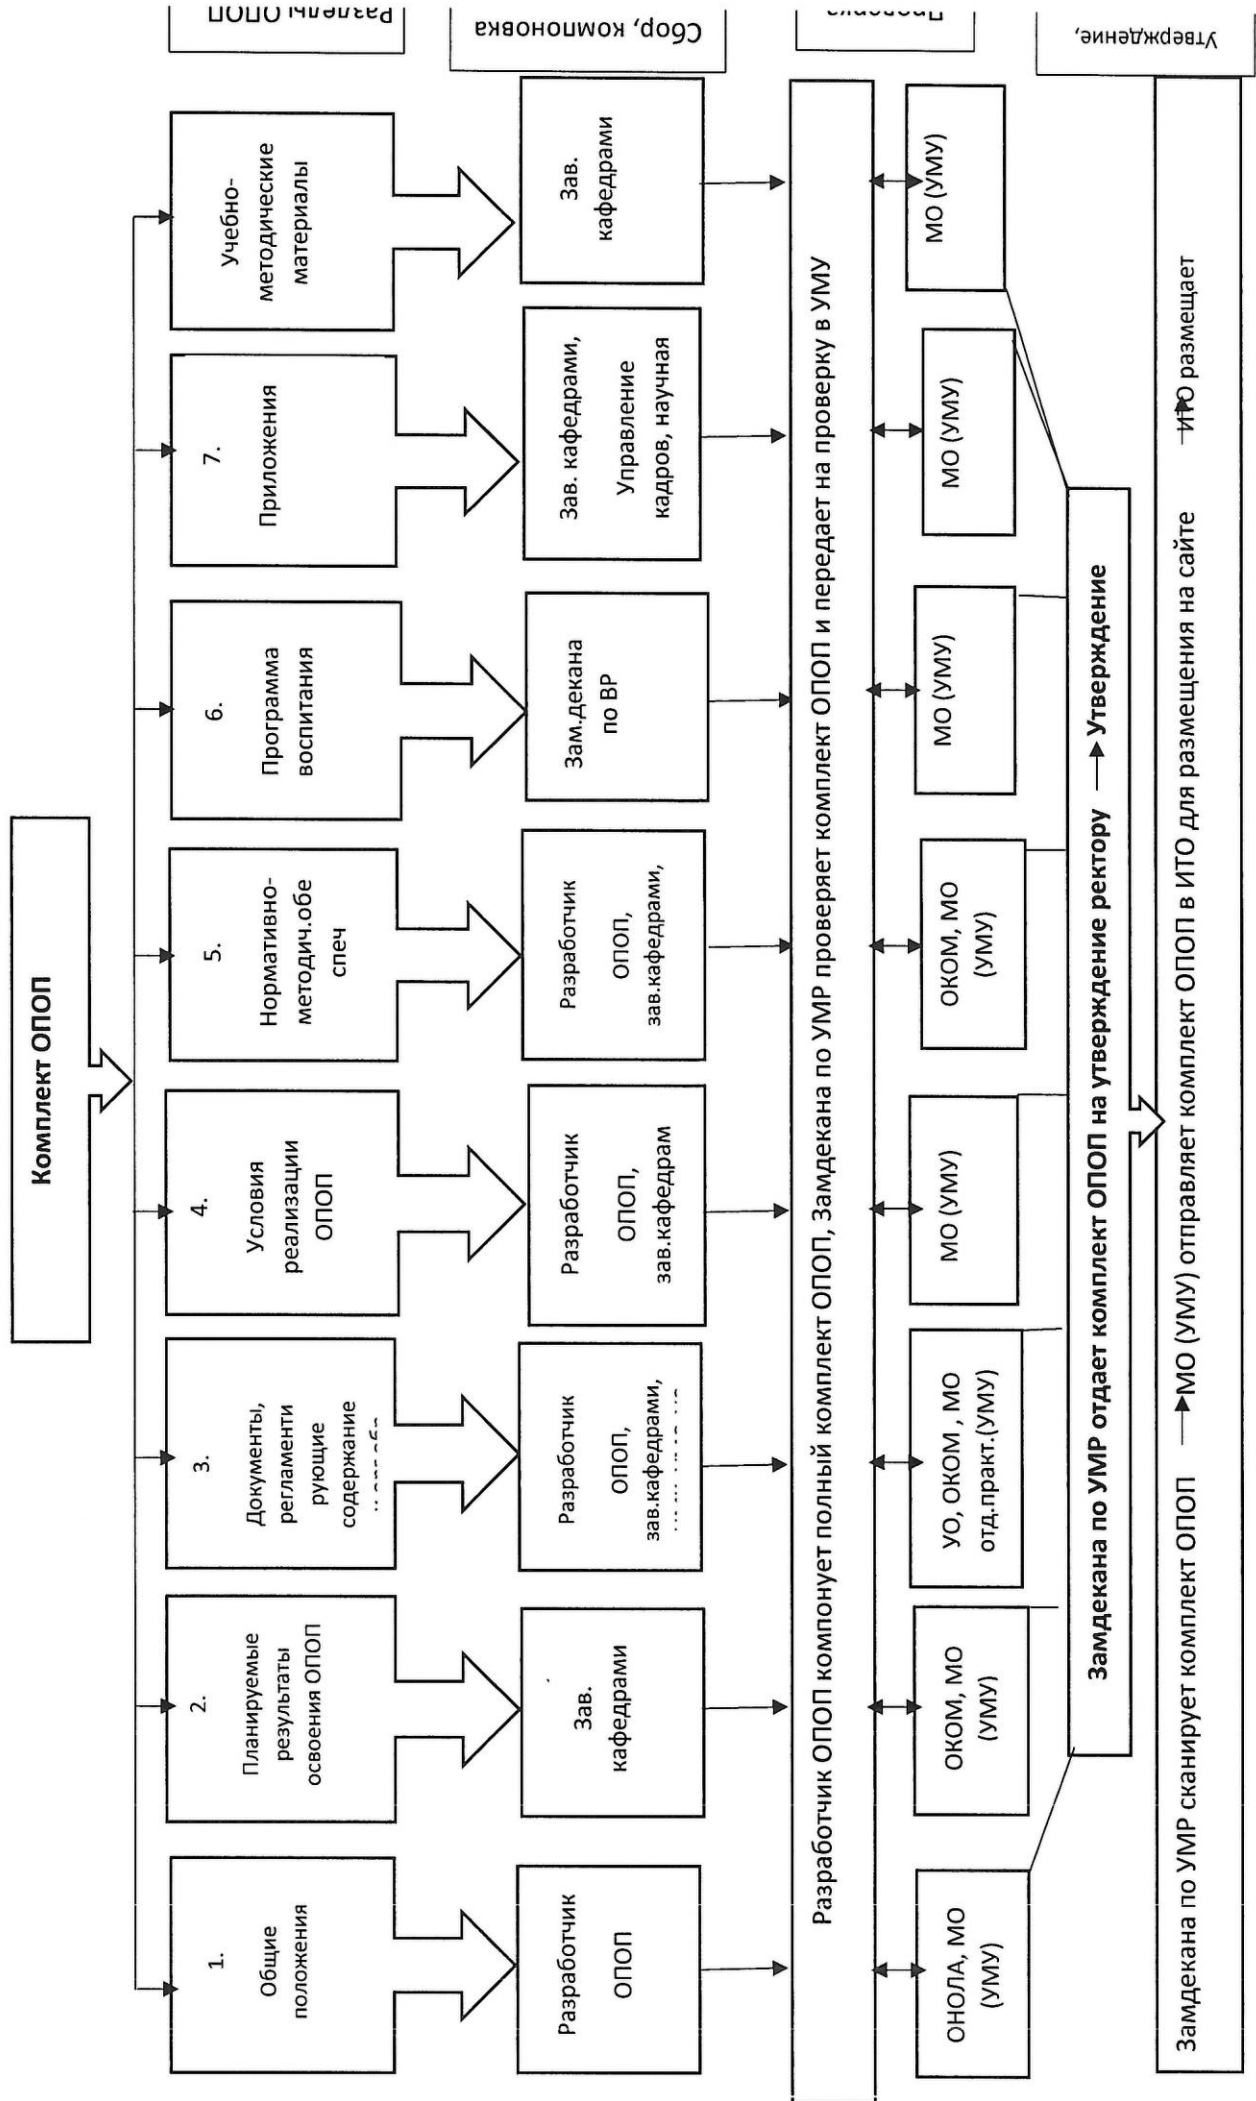 Комплект ОПОП
Разделы ОПОП
1.
Общие
положения
2.
Планируемые
результаты
освоения ОПОП
3.
Документы,
регламенти
рующие
содержание
4.
Условия
реализации
ОПОП
5.
Нормативно-
методич.обе
спеч
6.
Программа
воспитания
7.
Приложения
Учебно-
методические
материалы
Сбор, компоновка
Разработчик
ОПОП
Зав.
кафедрами
Разработчик
ОПОП,
зав.кафедрами,
Разработчик
ОПОП,
зав.кафедрам
Разработчик
ОПОП,
зав.кафедрами,
Зам.декана
по ВР
Зав. кафедрами,
Управление
кадров, научная
Зав.
кафедрами
Проверка
Разработчик ОПОП компонует полный комплект ОПОП, Замдекана по УМР проверяет комплект ОПОП и передает на проверку в УМУ
ОНОЛА, МО
(УМУ)
ОКОМ, МО
(УМУ)
УО, ОКОМ , МО
отд.практ.(УМУ)
МО (УМУ)
ОКОМ, МО
(УМУ)
МО (УМУ)
МО (УМУ)
МО (УМУ)
Утверждение,
Замдекана по УМР отдает комплект ОПОП на утверждение ректору → Утверждение
Замдекана по УМР сканирует комплект ОПОП → МО (УМУ) отправляет комплект ОПОП в ИТО для размещения на сайте → ИТО размещает